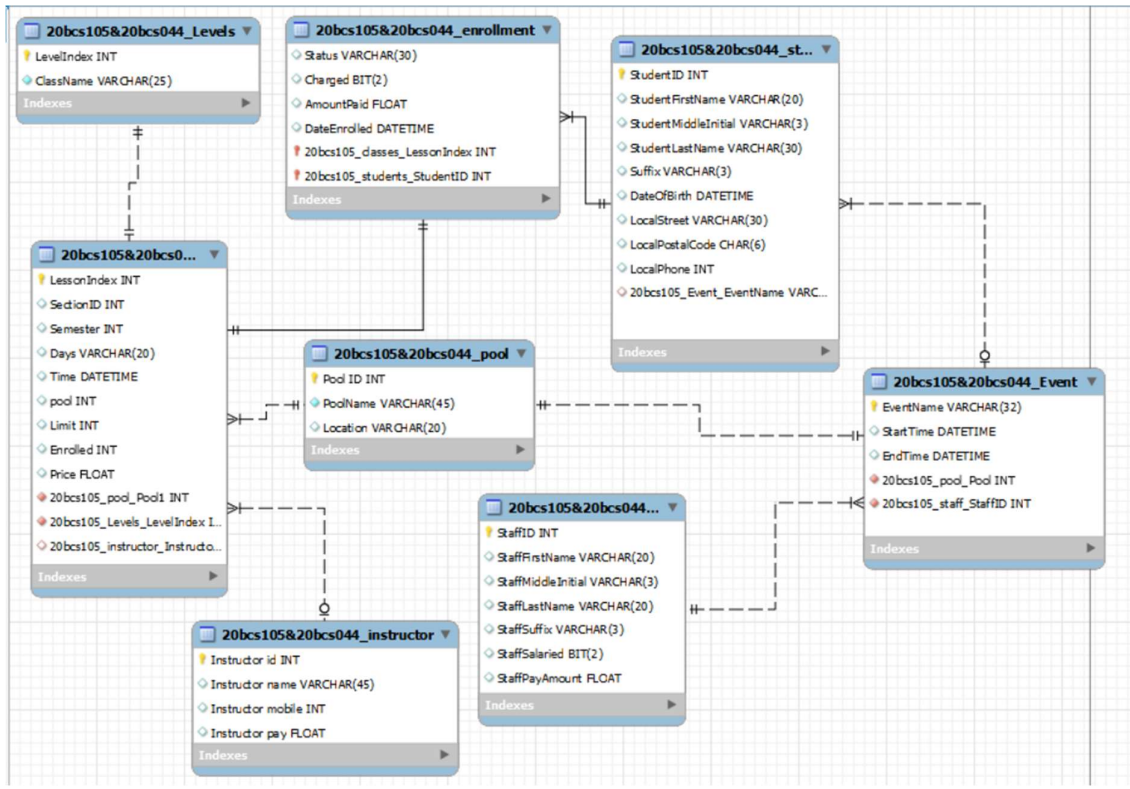 20bcs105&20bcs044_Levels
LevelIndex INT
ClassName VARCHAR(25)
Indexes
20bcs105&20bcs044_enrollment
Status VARCHAR(30)
Charged BIT(2)
AmountPaid FLOAT
DateEnrolled DATETIME
20bcs105_classes_LessonIndex INT
20bcs105_students_StudentID INT
Indexes
20bcs105&20bcs044_st...
StudentID INT
StudentFirstName VARCHAR(20)
StudentMiddleInitial VARCHAR(3)
StudentLastName VARCHAR(30)
Suffix VARCHAR(3)
DateOfBirth DATETIME
LocalStreet VARCHAR(30)
LocalPostalCode CHAR(6)
LocalPhone INT
20bcs105_Event_EventName VARC...
Indexes
20bcs105&20bcs0...
LessonIndex INT
SectionID INT
Semester INT
Days VARCHAR(20)
Time DATETIME
pool INT
Limit INT
Enrolled INT
Price FLOAT
20bcs105_pool_Pool1 INT
20bcs105_Levels_LevelIndex I...
20bcs105_instructor_Instructo...
Indexes
20bcs105&20bcs044_pool
Pool ID INT
PoolName VARCHAR(45)
Location VARCHAR(20)
Indexes
20bcs105&20bcs044_Event
EventName VARCHAR(32)
StartTime DATETIME
EndTime DATETIME
20bcs105_pool_Pool INT
20bcs105_staff_StaffID INT
Indexes
20bcs105&20bcs044...
StaffID INT
StaffFirstName VARCHAR(20)
StaffMiddleInitial VARCHAR(3)
StaffLastName VARCHAR(20)
StaffSuffix VARCHAR(3)
StaffSalaried BIT(2)
StaffPayAmount FLOAT
Indexes
20bcs105&20bcs044_instructor
Instructor id INT
Instructor name VARCHAR(45)
Instructor mobile INT
Instructor pay FLOAT
Indexes